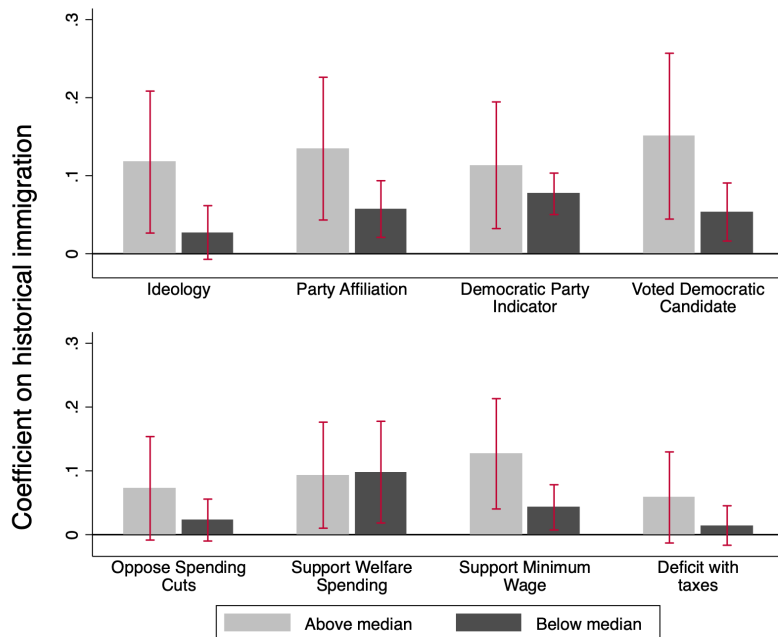 Coefficient on historical immigration
.3
.2
.1
0
Ideology
Party Affiliation
Democratic Party
Indicator
Voted Democratic
Candidate
.3
.2
.1
0
Oppose Spending
Cuts
Support Welfare
Spending
Support Minimum
Wage
Deficit with
taxes
Above median
Below median